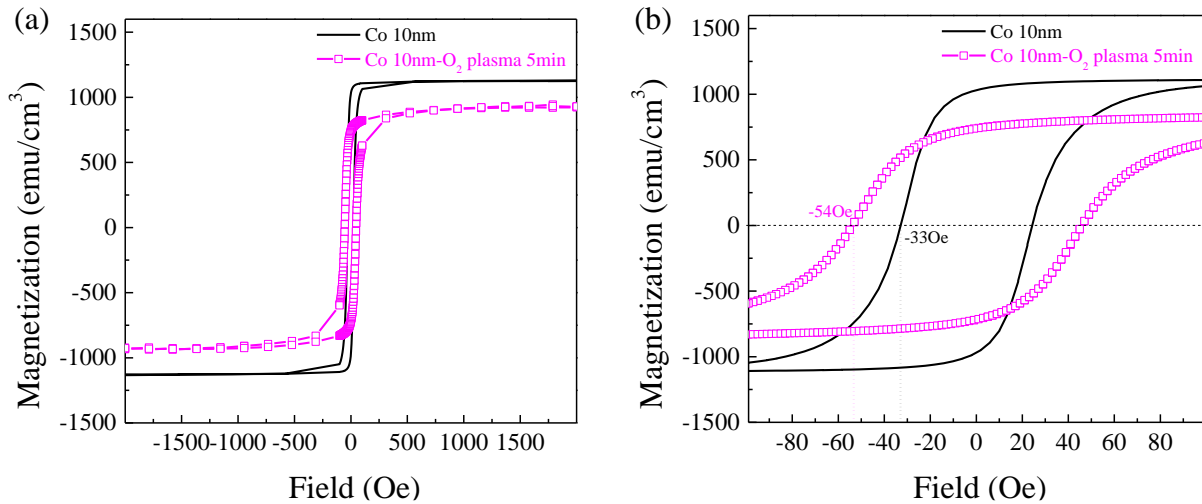 (a)
Co 10nm
Co 10nm-O2 plasma 5min
1500
1000
500
0
-500
-1000
-1500
Magnetization (emu/cm3)
-1500-1000 -500 0 500 1000 1500
Field (Oe)
(b)
Co 10nm
Co 10nm-O2 plasma 5min
1500
1000
500
0
-500
-1000
-1500
Magnetization (emu/cm3)
-54Oe
-33Oe
-80 -60 -40 -20 0 20 40 60 80
Field (Oe)